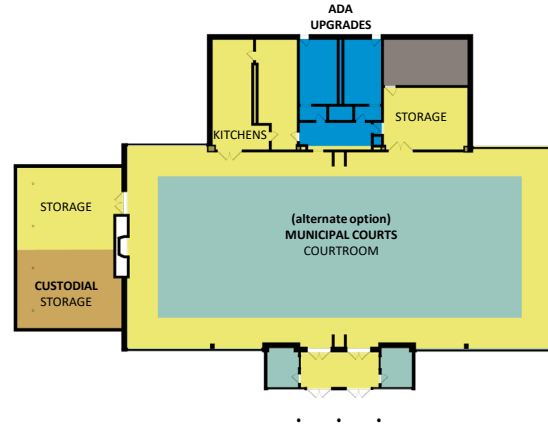 ADA
UPGRADES
KITCHENS
STORAGE
STORAGE
(alternate option)
MUNICIPAL COURTS
COURTROOM
CUSTODIAL
STORAGE